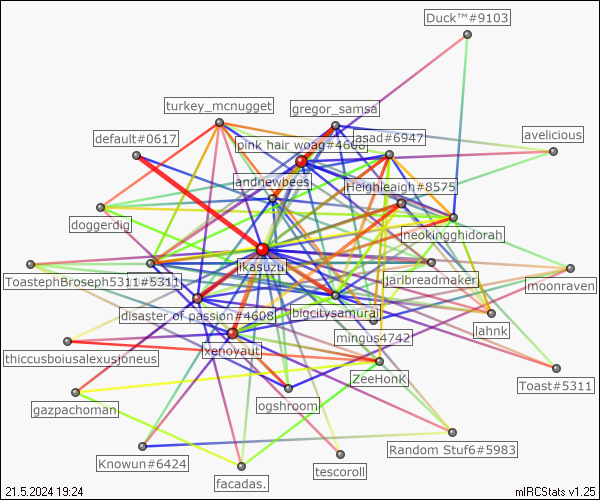 Duck™#9103
turkey_mcnugget
gregor_samsa
default#0617
pink hair woag#4608
asad#6947
avelicious
andnewbees
Heighleaigh#8575
doggerdig
neokingghidorah
ikasuzu
ToastephBroseph5311#5311
jarlbreadmaker
moonraven
disaster of passion#4608
bigcitysamurai
lahnk
mingus4742
thiccusboiusalexusjoneus
xenoyaut
ZeeHonK
Toast#5311
gazpachoman
ogshroom
Knowun#6424
Random Stuf6#5983
tescoroll
facadas.
21.5.2024 19:24
mIRCStats v1.25